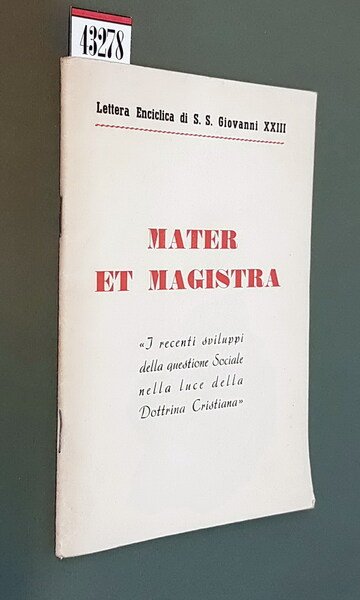 43278
Lettera Enciclica di S. S. Giovanni XXIII
MATER
ET MAGISTRA
«I recenti sviluppi
della questione Sociale
nella luce della
Dottrina Cristiana»